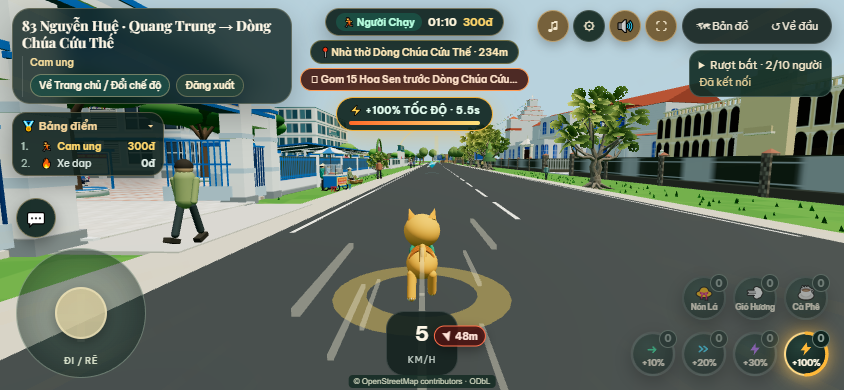 83 Nguyễn Huệ · Quang Trung → Dòng
Chúa Cứu Thế
Cam ung
Về Trang chủ / Đổi chế độ
Đăng xuất
Người Chạy 01:10 300đ
Nhà thờ Dòng Chúa Cứu Thế · 234m
Gom 15 Hoa Sen trước Dòng Chúa Cứu...
+100% TỐC ĐỘ · 5.5s
Bản đồ
Về đầu
Rượt bắt · 2/10 người
Đã kết nối
Bảng điểm
1. Cam ung 300đ
2. Xe dap 0đ
ĐI / RẼ
5
KM/H
48m
0
0
0
Nón Lá
Gió Hương
Cà Phê
0
0
0
0
+10%
+20%
+30%
+100%
© OpenStreetMap contributors · ODbL